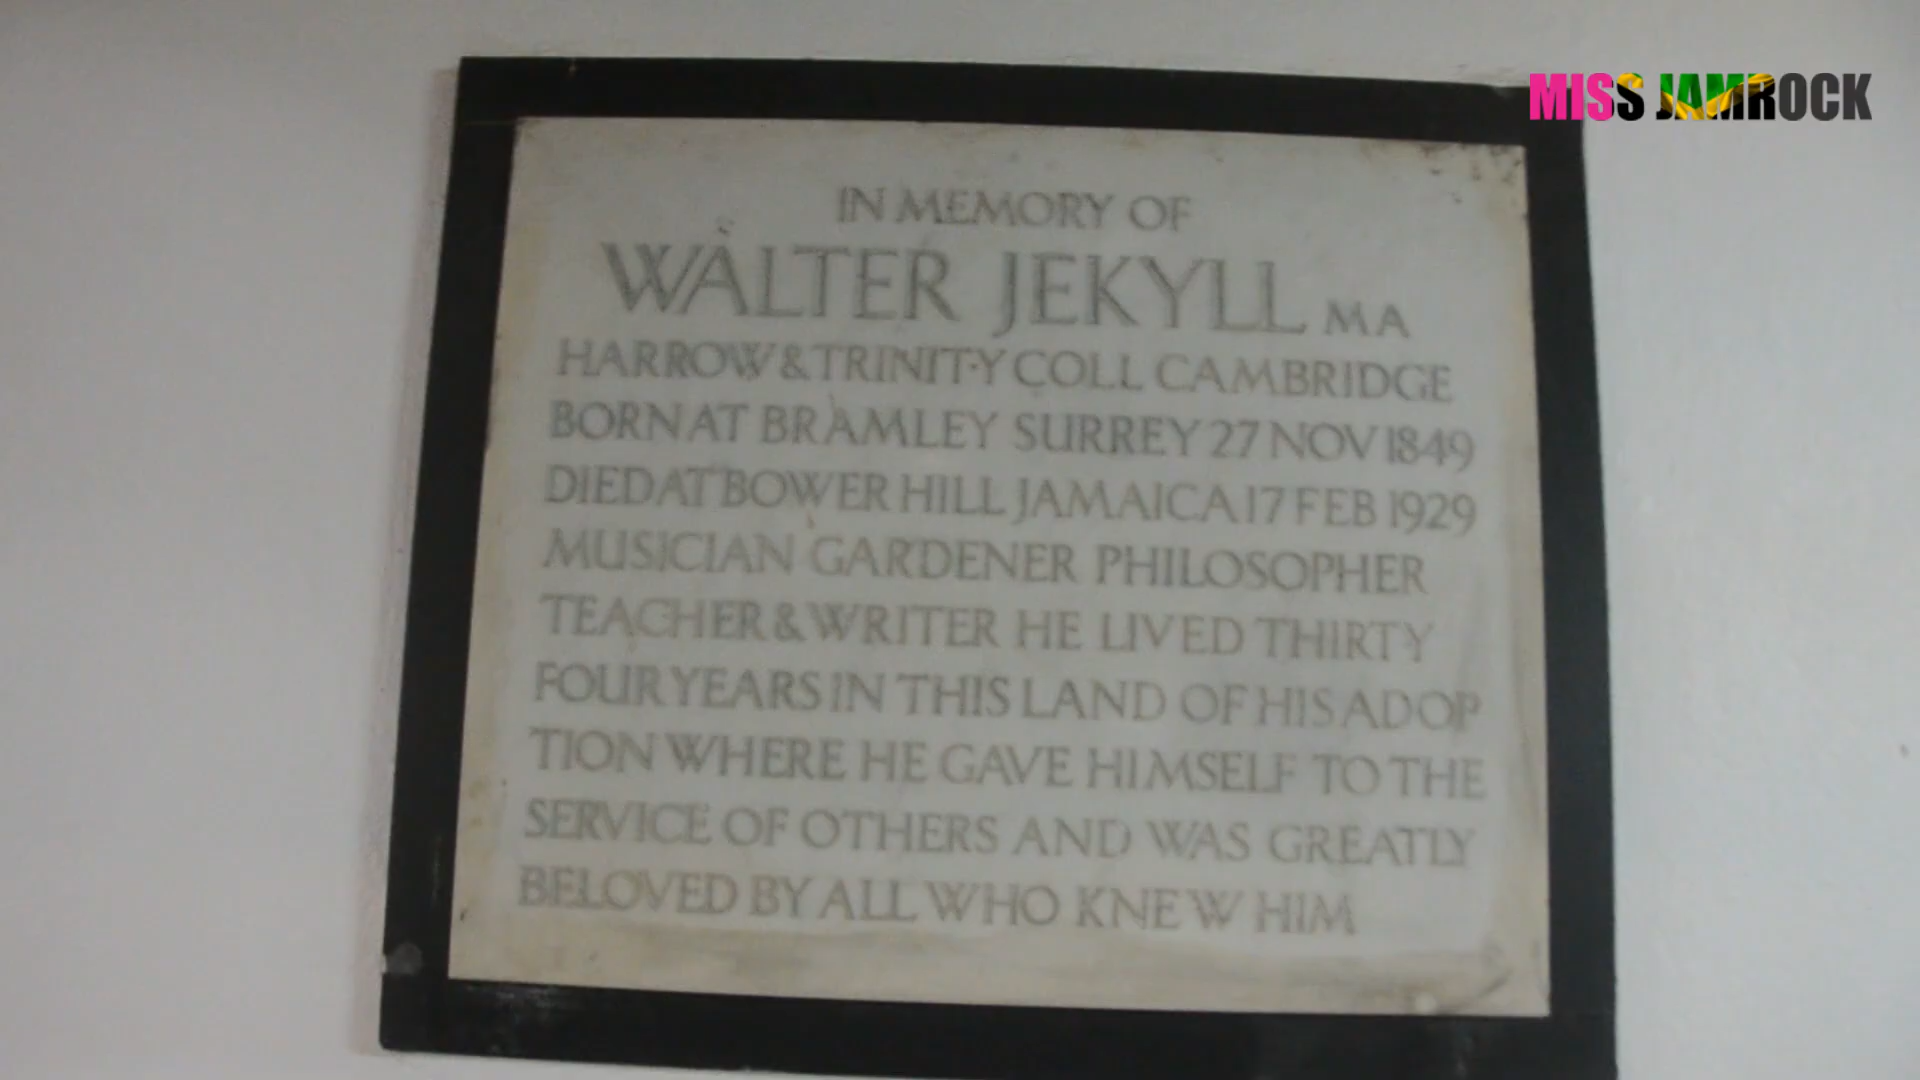 MISS JAMROCK
IN MEMORY OF
WALTER JEKYLL MA
HARROW & TRINITY COLL CAMBRIDGE
BORN AT BRAMLEY SURREY 27 NOV 1849
DIED AT BOWER HILL JAMAICA 17 FEB 1929
MUSICIAN GARDENER PHILOSOPHER
TEACHER & WRITER HE LIVED THIRTY
FOUR YEARS IN THIS LAND OF HIS ADOP
TION WHERE HE GAVE HIMSELF TO THE
SERVICE OF OTHERS AND WAS GREATLY
BELOVED BY ALL WHO KNEW HIM